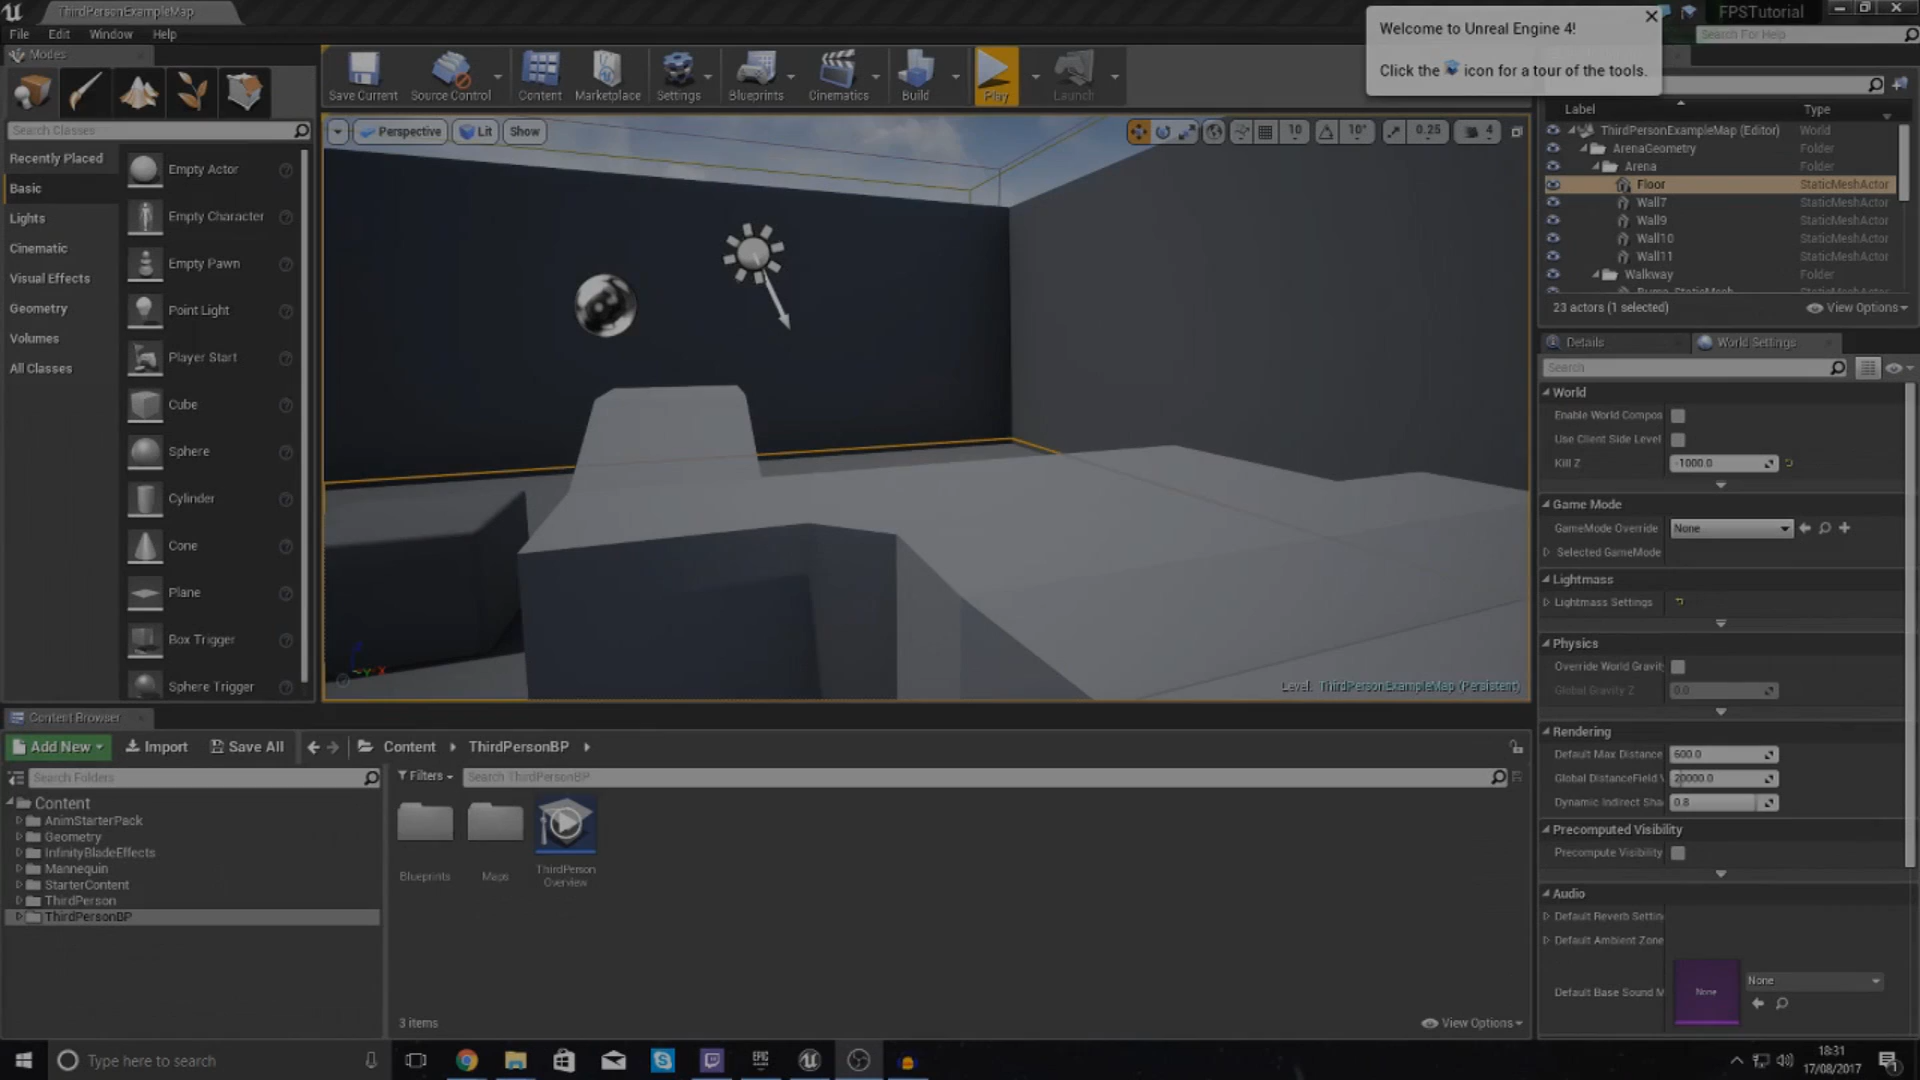 ThirdPersonExampleMap
FPSTutorial
File Edit Window Help
Search For Help
Welcome to Unreal Engine 4!
Click the icon for a tour of the tools.
Modes
Save Current Source Control Content Marketplace Settings Blueprints Cinematics Build Play Launch
Search Classes
Recently Placed
Basic
Lights
Cinematic
Visual Effects
Geometry
Volumes
All Classes
Empty Actor
Empty Character
Empty Pawn
Point Light
Player Start
Cube
Sphere
Cylinder
Cone
Plane
Box Trigger
Sphere Trigger
Perspective Lit Show
10 10° 0.25 4
Level: ThirdPersonExampleMap (Persistent)
Label Type
ThirdPersonExampleMap (Editor) World
ArenaGeometry Folder
Arena Folder
Floor StaticMeshActor
Wall7 StaticMeshActor
Wall9 StaticMeshActor
Wall10 StaticMeshActor
Wall11 StaticMeshActor
Walkway Folder
23 actors (1 selected) View Options
Details World Settings
Search
World
Enable World Compos
Use Client Side Level
Kill Z -1000.0
Game Mode
GameMode Override None
Selected GameMode
Lightmass
Lightmass Settings
Physics
Override World Gravit
Global Gravity Z 0.0
Rendering
Default Max Distance 600.0
Global DistanceField V 20000.0
Dynamic Indirect Sha 0.8
Precomputed Visibility
Precompute Visibility
Audio
Default Reverb Settin
Default Ambient Zone
Default Base Sound M None None
Content Browser
Add New Import Save All Content ThirdPersonBP
Search Folders
Filters Search ThirdPersonBP
Content
AnimStarterPack
Geometry
InfinityBladeEffects
Mannequin
StarterContent
ThirdPerson
ThirdPersonBP
Blueprints
Maps
ThirdPerson
Overview
3 items View Options
Type here to search
EPIC
18:31
17/08/2017